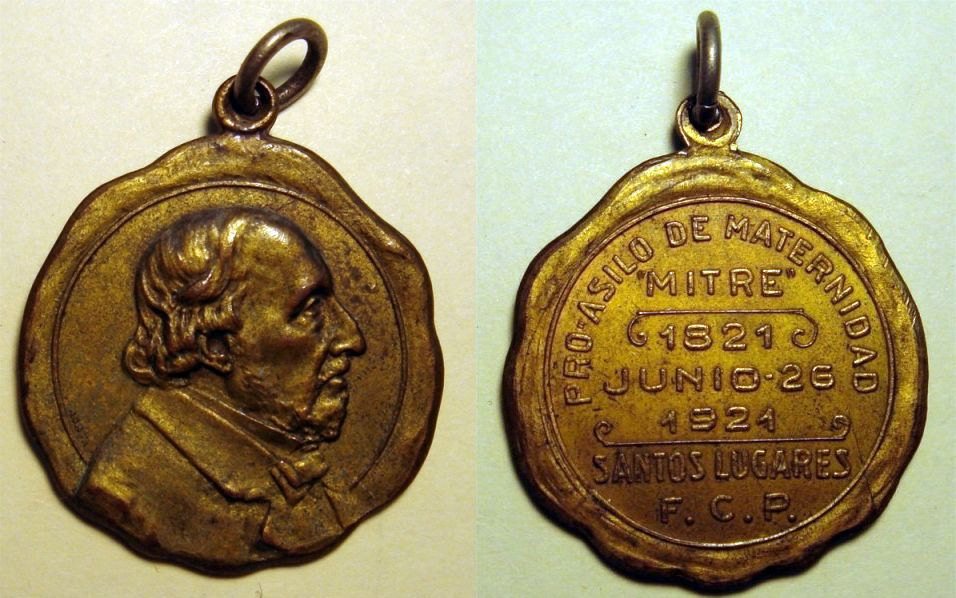 PRO-ASILO DE MATERNIDAD
"MITRE"
1821
JUNIO-26
1921
SANTOS LUGARES
F. C. P.